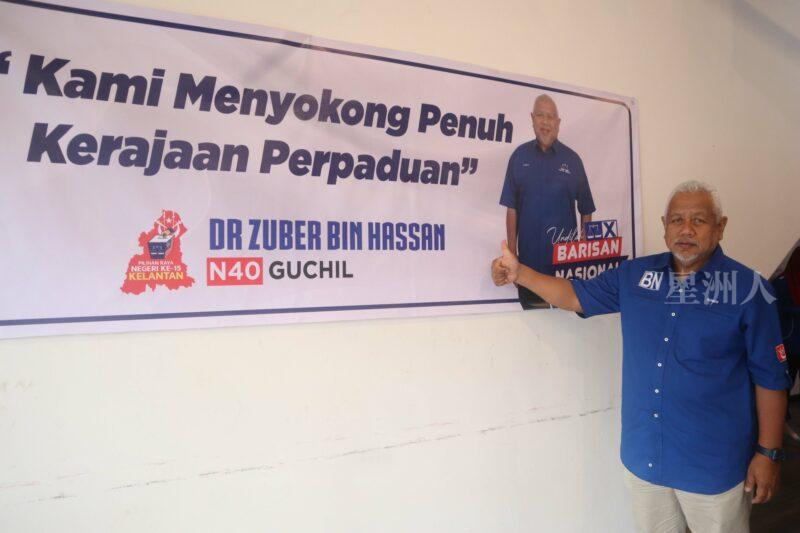 “Kami Menyokong Penuh
Kerajaan Perpaduan”
PILIHAN RAYA
NEGERI KE-15
KELANTAN
DR ZUBER BIN HASSAN
N40 GUCHIL
Undilah
BARISAN
NASIONAL
BN
星洲人